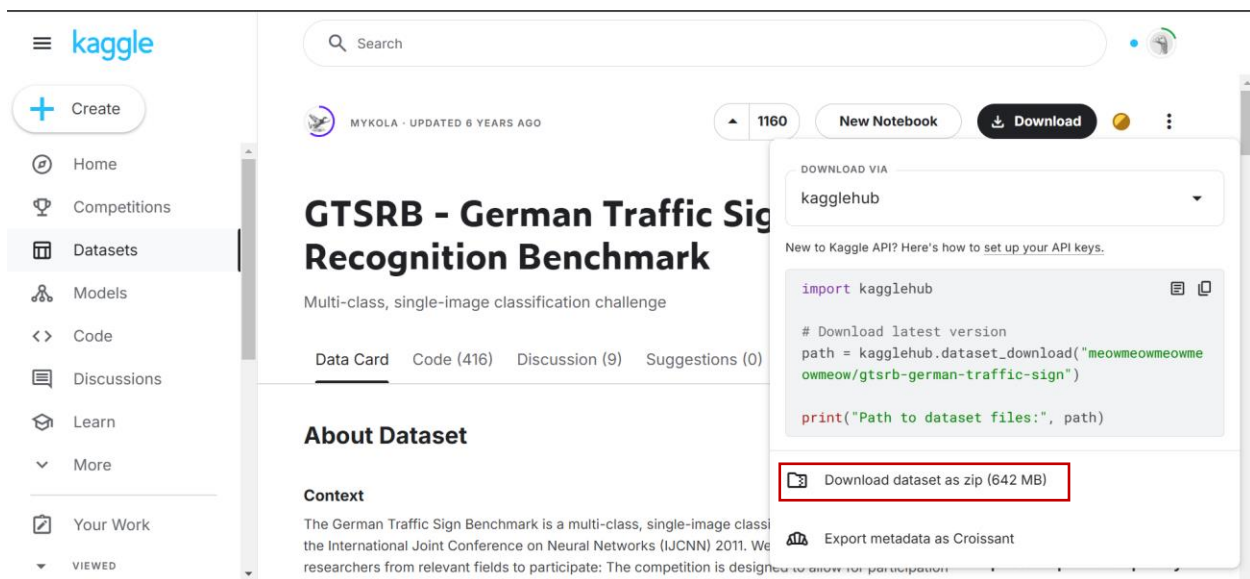 kaggle
Search
Create
Home
Competitions
Datasets
Models
Code
Discussions
Learn
More
Your Work
VIEWED
MYKOLA · UPDATED 6 YEARS AGO
1160
New Notebook
Download
GTSRB - German Traffic Sig
Recognition Benchmark
Multi-class, single-image classification challenge
Data Card Code (416) Discussion (9) Suggestions (0)
About Dataset
Context
The German Traffic Sign Benchmark is a multi-class, single-image classi
the International Joint Conference on Neural Networks (IJCNN) 2011. We
researchers from relevant fields to participate: The competition is designed to allow for participation
DOWNLOAD VIA
kagglehub
New to Kaggle API? Here's how to set up your API keys.
import kagglehub
# Download latest version
path = kagglehub.dataset_download("meowmeowmeowme
owmeow/gtsrb-german-traffic-sign")
print("Path to dataset files:", path)
Download dataset as zip (642 MB)
Export metadata as Croissant